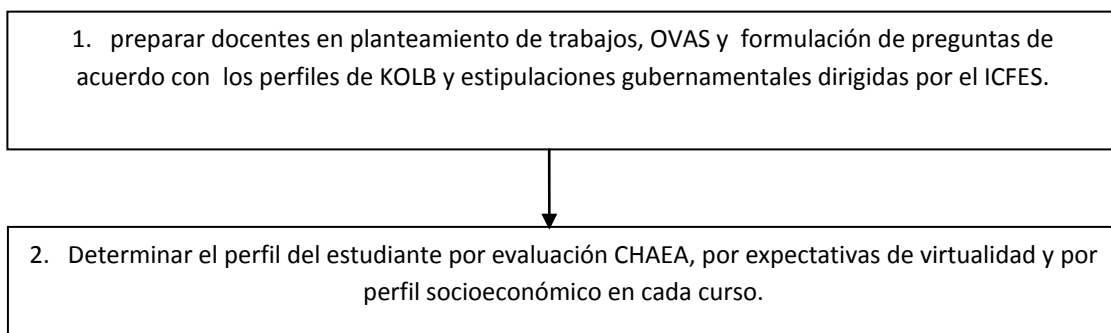 1. preparar docentes en planteamiento de trabajos, OVAS y formulación de preguntas de
acuerdo con los perfiles de KOLB y estipulaciones gubernamentales dirigidas por el ICFES.
2. Determinar el perfil del estudiante por evaluación CHAEA, por expectativas de virtualidad y por
perfil socioeconómico en cada curso.